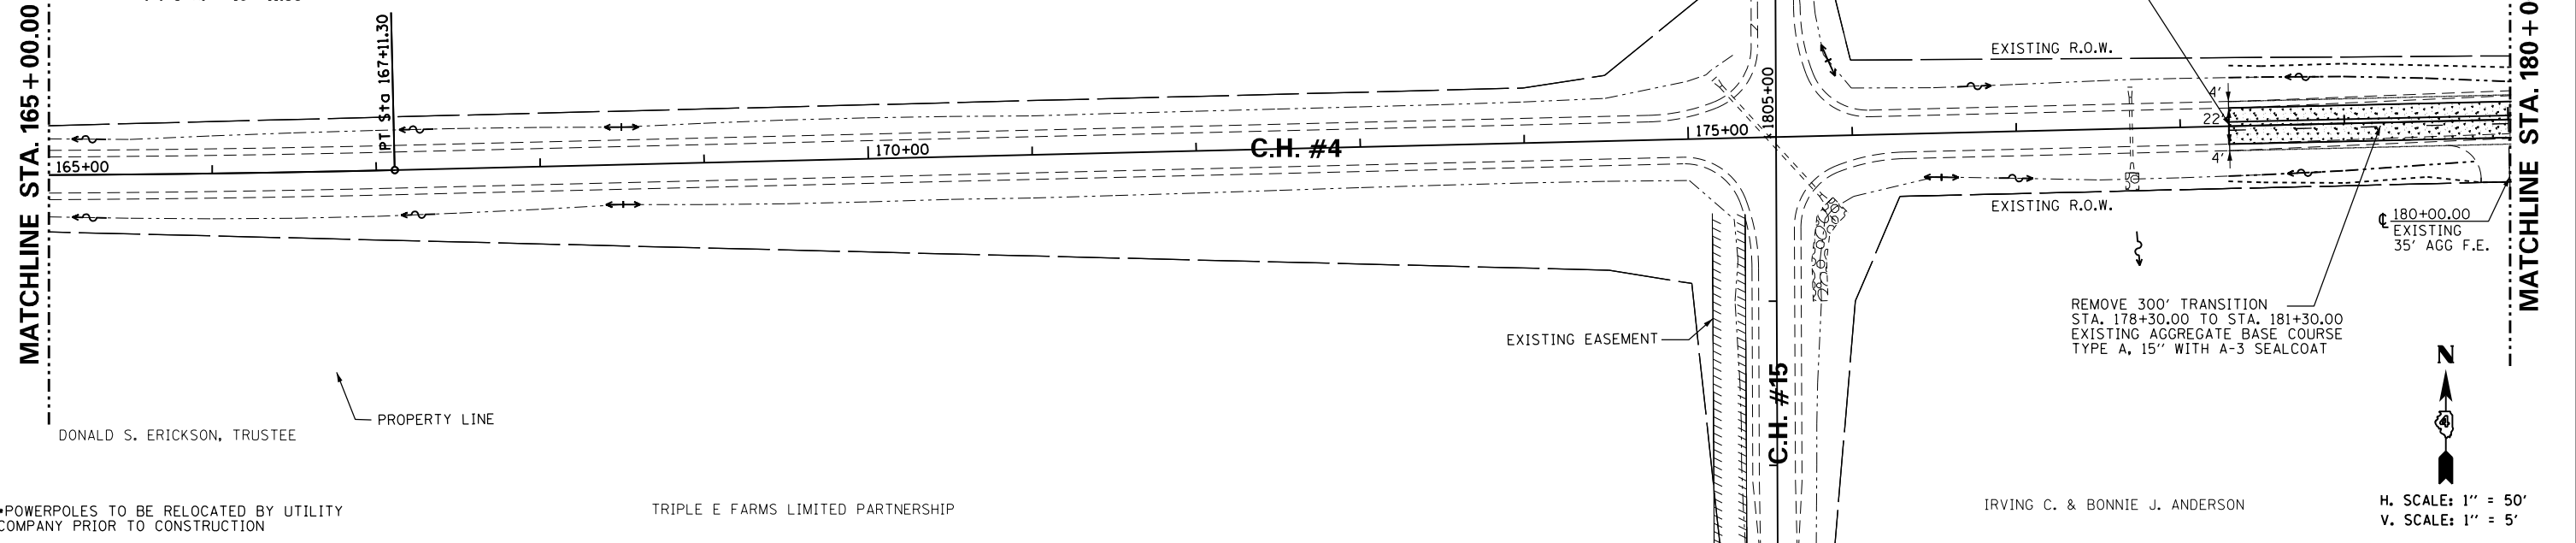 MATCHLINE STA. 165+00.00
PT Sta 167+11.30
165+00
170+00
C.H. #4
175+00
1805+00
EXISTING R.O.W.
4'
22'
4'
EXISTING R.O.W.
℄ 180+00.00
EXISTING
35' AGG F.E.
MATCHLINE STA. 180+0
REMOVE 300' TRANSITION
STA. 178+30.00 TO STA. 181+30.00
EXISTING AGGREGATE BASE COURSE
TYPE A, 15" WITH A-3 SEALCOAT
EXISTING EASEMENT
C.H. #15
N
4
PROPERTY LINE
DONALD S. ERICKSON, TRUSTEE
TRIPLE E FARMS LIMITED PARTNERSHIP
IRVING C. & BONNIE J. ANDERSON
H. SCALE: 1" = 50'
V. SCALE: 1" = 5'
•POWERPOLES TO BE RELOCATED BY UTILITY
COMPANY PRIOR TO CONSTRUCTION